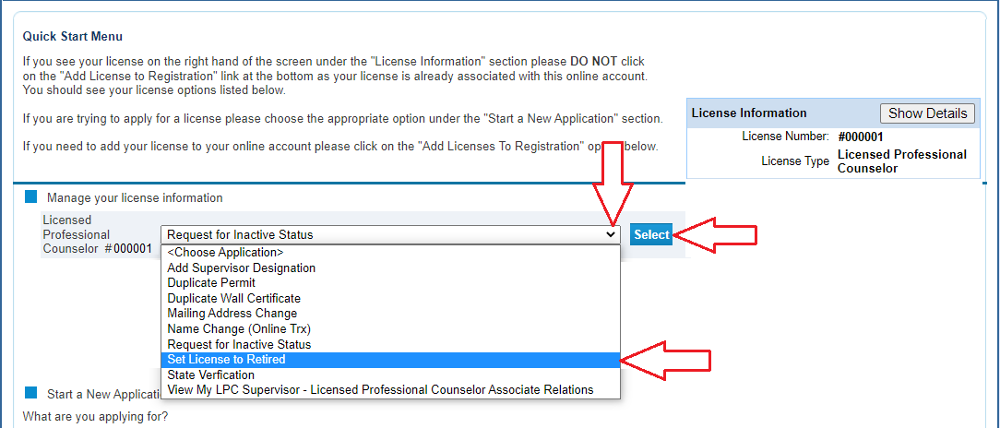 Quick Start Menu
If you see your license on the right hand of the screen under the "License Information" section please DO NOT click
on the "Add License to Registration" link at the bottom as your license is already associated with this online account.
You should see your license options listed below.
If you are trying to apply for a license please choose the appropriate option under the "Start a New Application" section.
If you need to add your license to your online account please click on the "Add Licenses To Registration" op below.
License Information
Show Details
License Number: #000001
License Type Licensed Professional
Counselor
Manage your license information
Licensed
Professional
Counselor #000001
Request for Inactive Status
Select
<Choose Application>
Add Supervisor Designation
Duplicate Permit
Duplicate Wall Certificate
Mailing Address Change
Name Change (Online Trx)
Request for Inactive Status
Set License to Retired
State Verfication
View My LPC Supervisor - Licensed Professional Counselor Associate Relations
Start a New Applicati
What are you applying for?